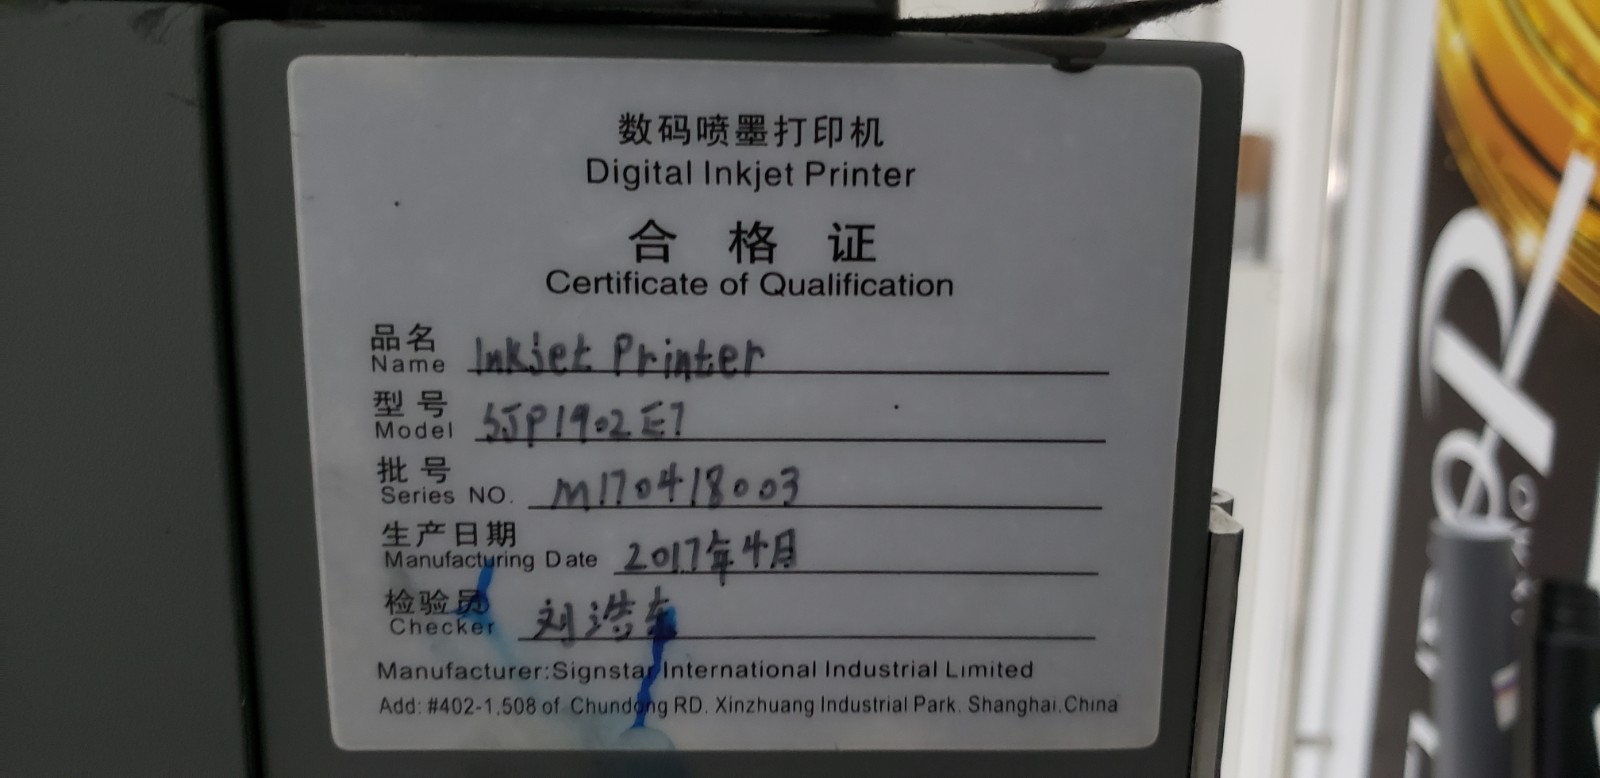 数码喷墨打印机
Digital Inkjet Printer
合格证
Certificate of Qualification
品名
Name Inkjet Printer
型号
Model SJP1902E7
批号
Series NO. M170418003
生产日期
Manufacturing Date 2017年4月
检验员
Checker 刘浩东
Manufacturer:Signstar International Industrial Limited
Add: #402-1,508 of Chundong RD. Xinzhuang Industrial Park. Shanghai.China